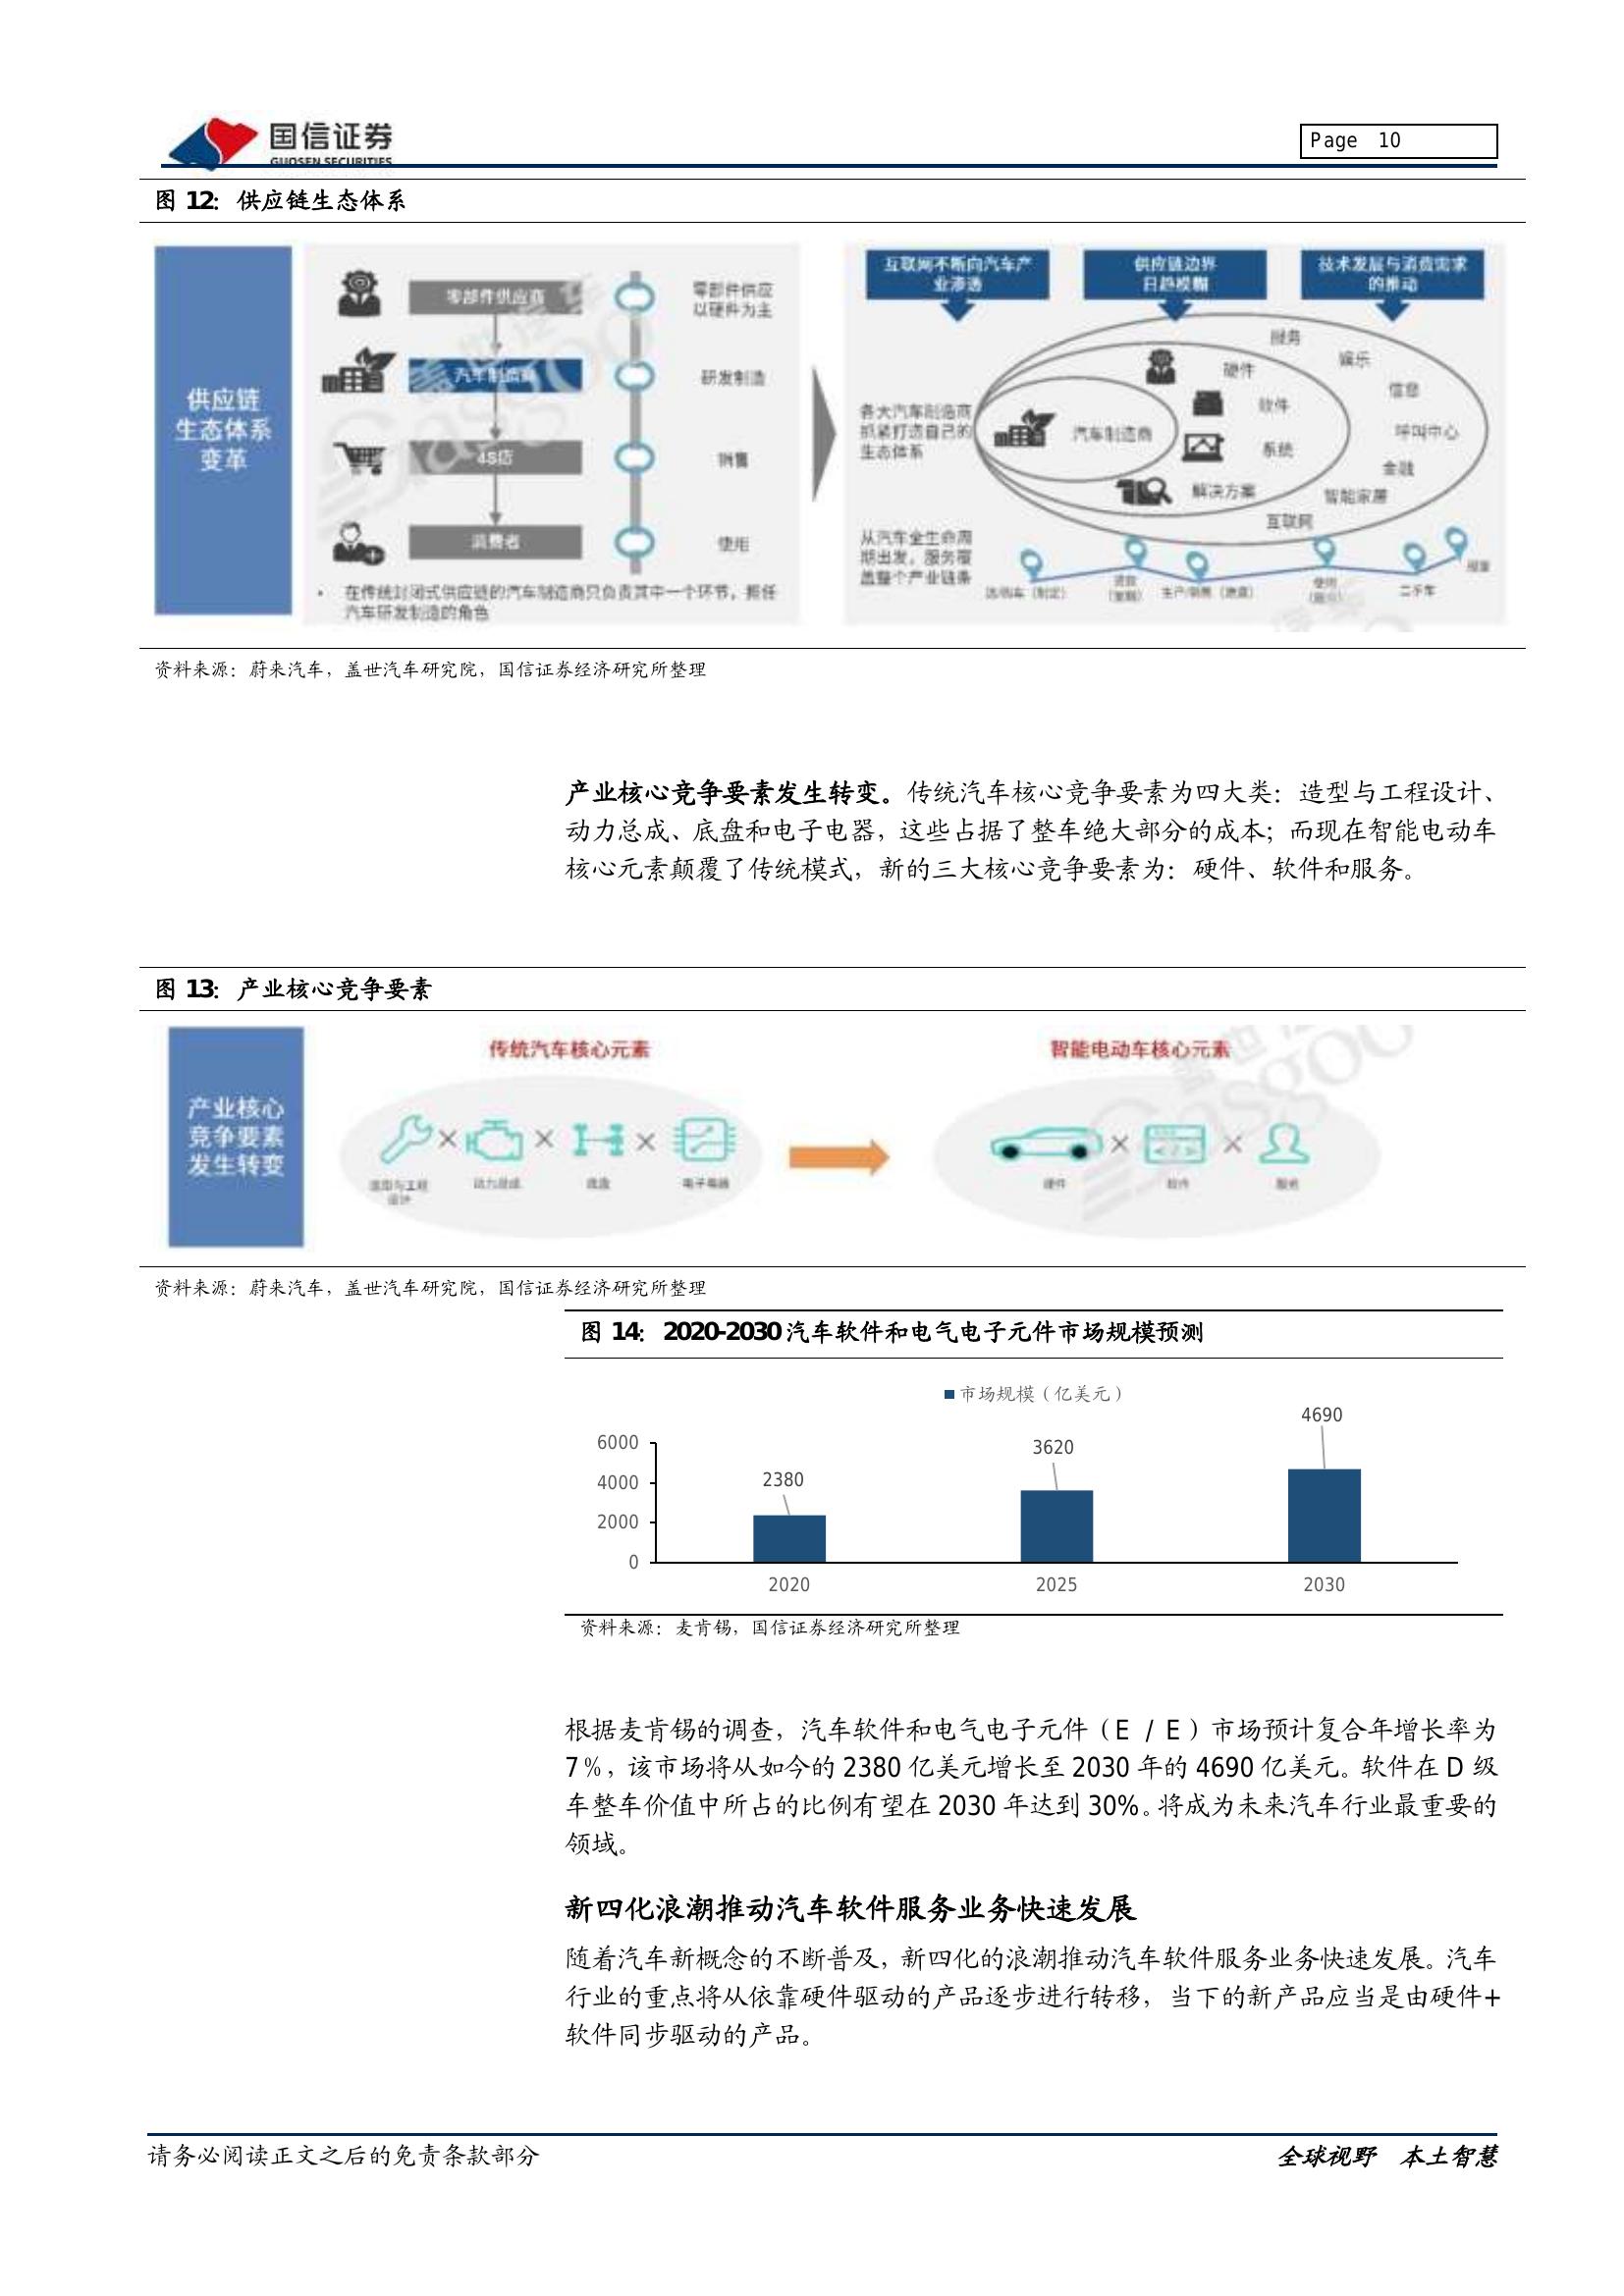 国信证券
GUOSEN SECURITIES
Page 10
图 12：供应链生态体系
供应链
生态体系
变革
零部件供应商
零部件供应
以硬件为主
汽车制造商
研发制造
4S店
销售
消费者
使用
• 在传统封闭式供应链的汽车制造商只负责其中一个环节，担任
汽车研发制造的角色
互联网不断向汽车产
业渗透
供应链边界
日趋模糊
技术发展与消费需求
的推动
各大汽车制造商
抓紧打造自己的
生态体系
汽车制造商
硬件
软件
系统
解决方案
服务
娱乐
信息
呼叫中心
金融
智能家居
互联网
从汽车全生命周
期出发，服务覆
盖整个产业链条
二手车
资料来源：蔚来汽车，盖世汽车研究院，国信证券经济研究所整理
产业核心竞争要素发生转变。传统汽车核心竞争要素为四大类：造型与工程设计、
动力总成、底盘和电子电器，这些占据了整车绝大部分的成本；而现在智能电动车
核心元素颠覆了传统模式，新的三大核心竞争要素为：硬件、软件和服务。
图 13：产业核心竞争要素
产业核心
竞争要素
发生转变
传统汽车核心元素
造型与工程
设计
动力总成
底盘
电子电器
智能电动车核心元素
硬件
软件
服务
资料来源：蔚来汽车，盖世汽车研究院，国信证券经济研究所整理
图 14：2020-2030 汽车软件和电气电子元件市场规模预测
市场规模（亿美元）
6000
4000
2000
0
2380
3620
4690
2020
2025
2030
资料来源：麦肯锡，国信证券经济研究所整理
根据麦肯锡的调查，汽车软件和电气电子元件（E / E）市场预计复合年增长率为
7%，该市场将从如今的 2380 亿美元增长至 2030 年的 4690 亿美元。软件在 D 级
车整车价值中所占的比例有望在 2030 年达到 30%。将成为未来汽车行业最重要的
领域。
新四化浪潮推动汽车软件服务业务快速发展
随着汽车新概念的不断普及，新四化的浪潮推动汽车软件服务业务快速发展。汽车
行业的重点将从依靠硬件驱动的产品逐步进行转移，当下的新产品应当是由硬件+
软件同步驱动的产品。
请务必阅读正文之后的免责条款部分
全球视野 本土智慧